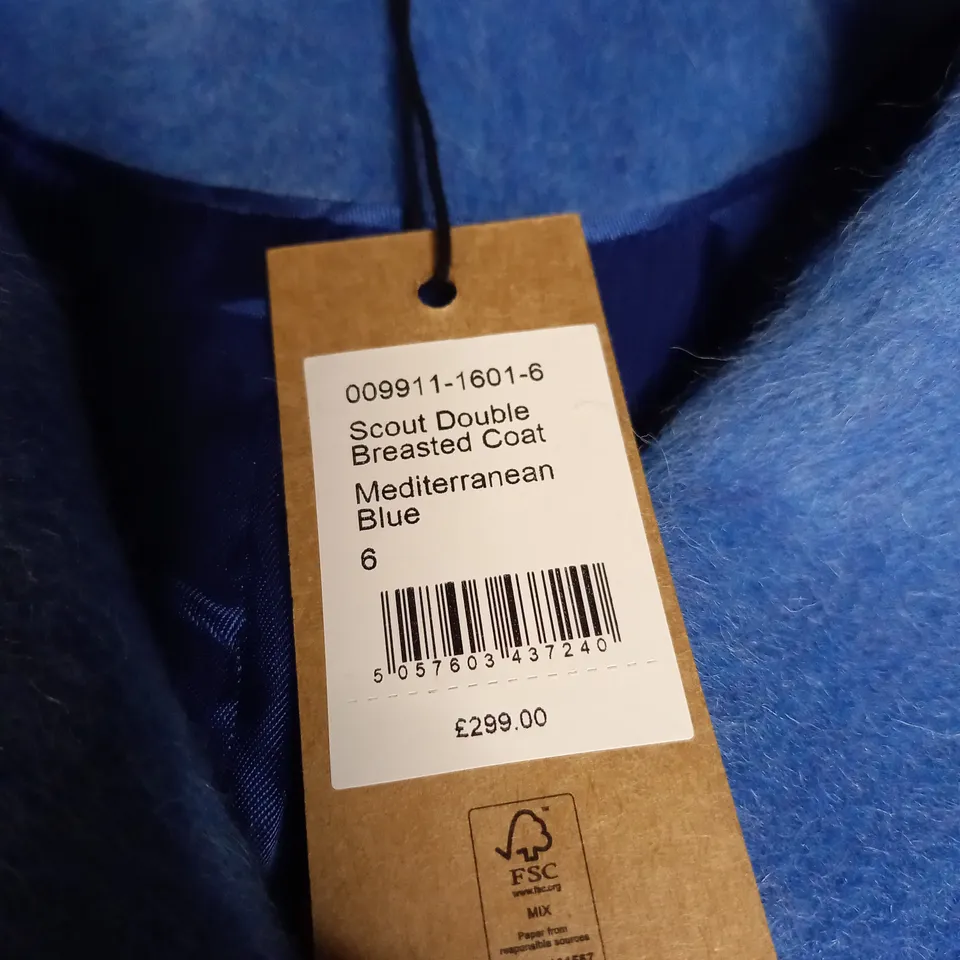 009911-1601-6
Scout Double
Breasted Coat
Mediterranean
Blue
6
5 057603 437240
£299.00
FSC
www.fsc.org
MIX
Paper from
responsible sources